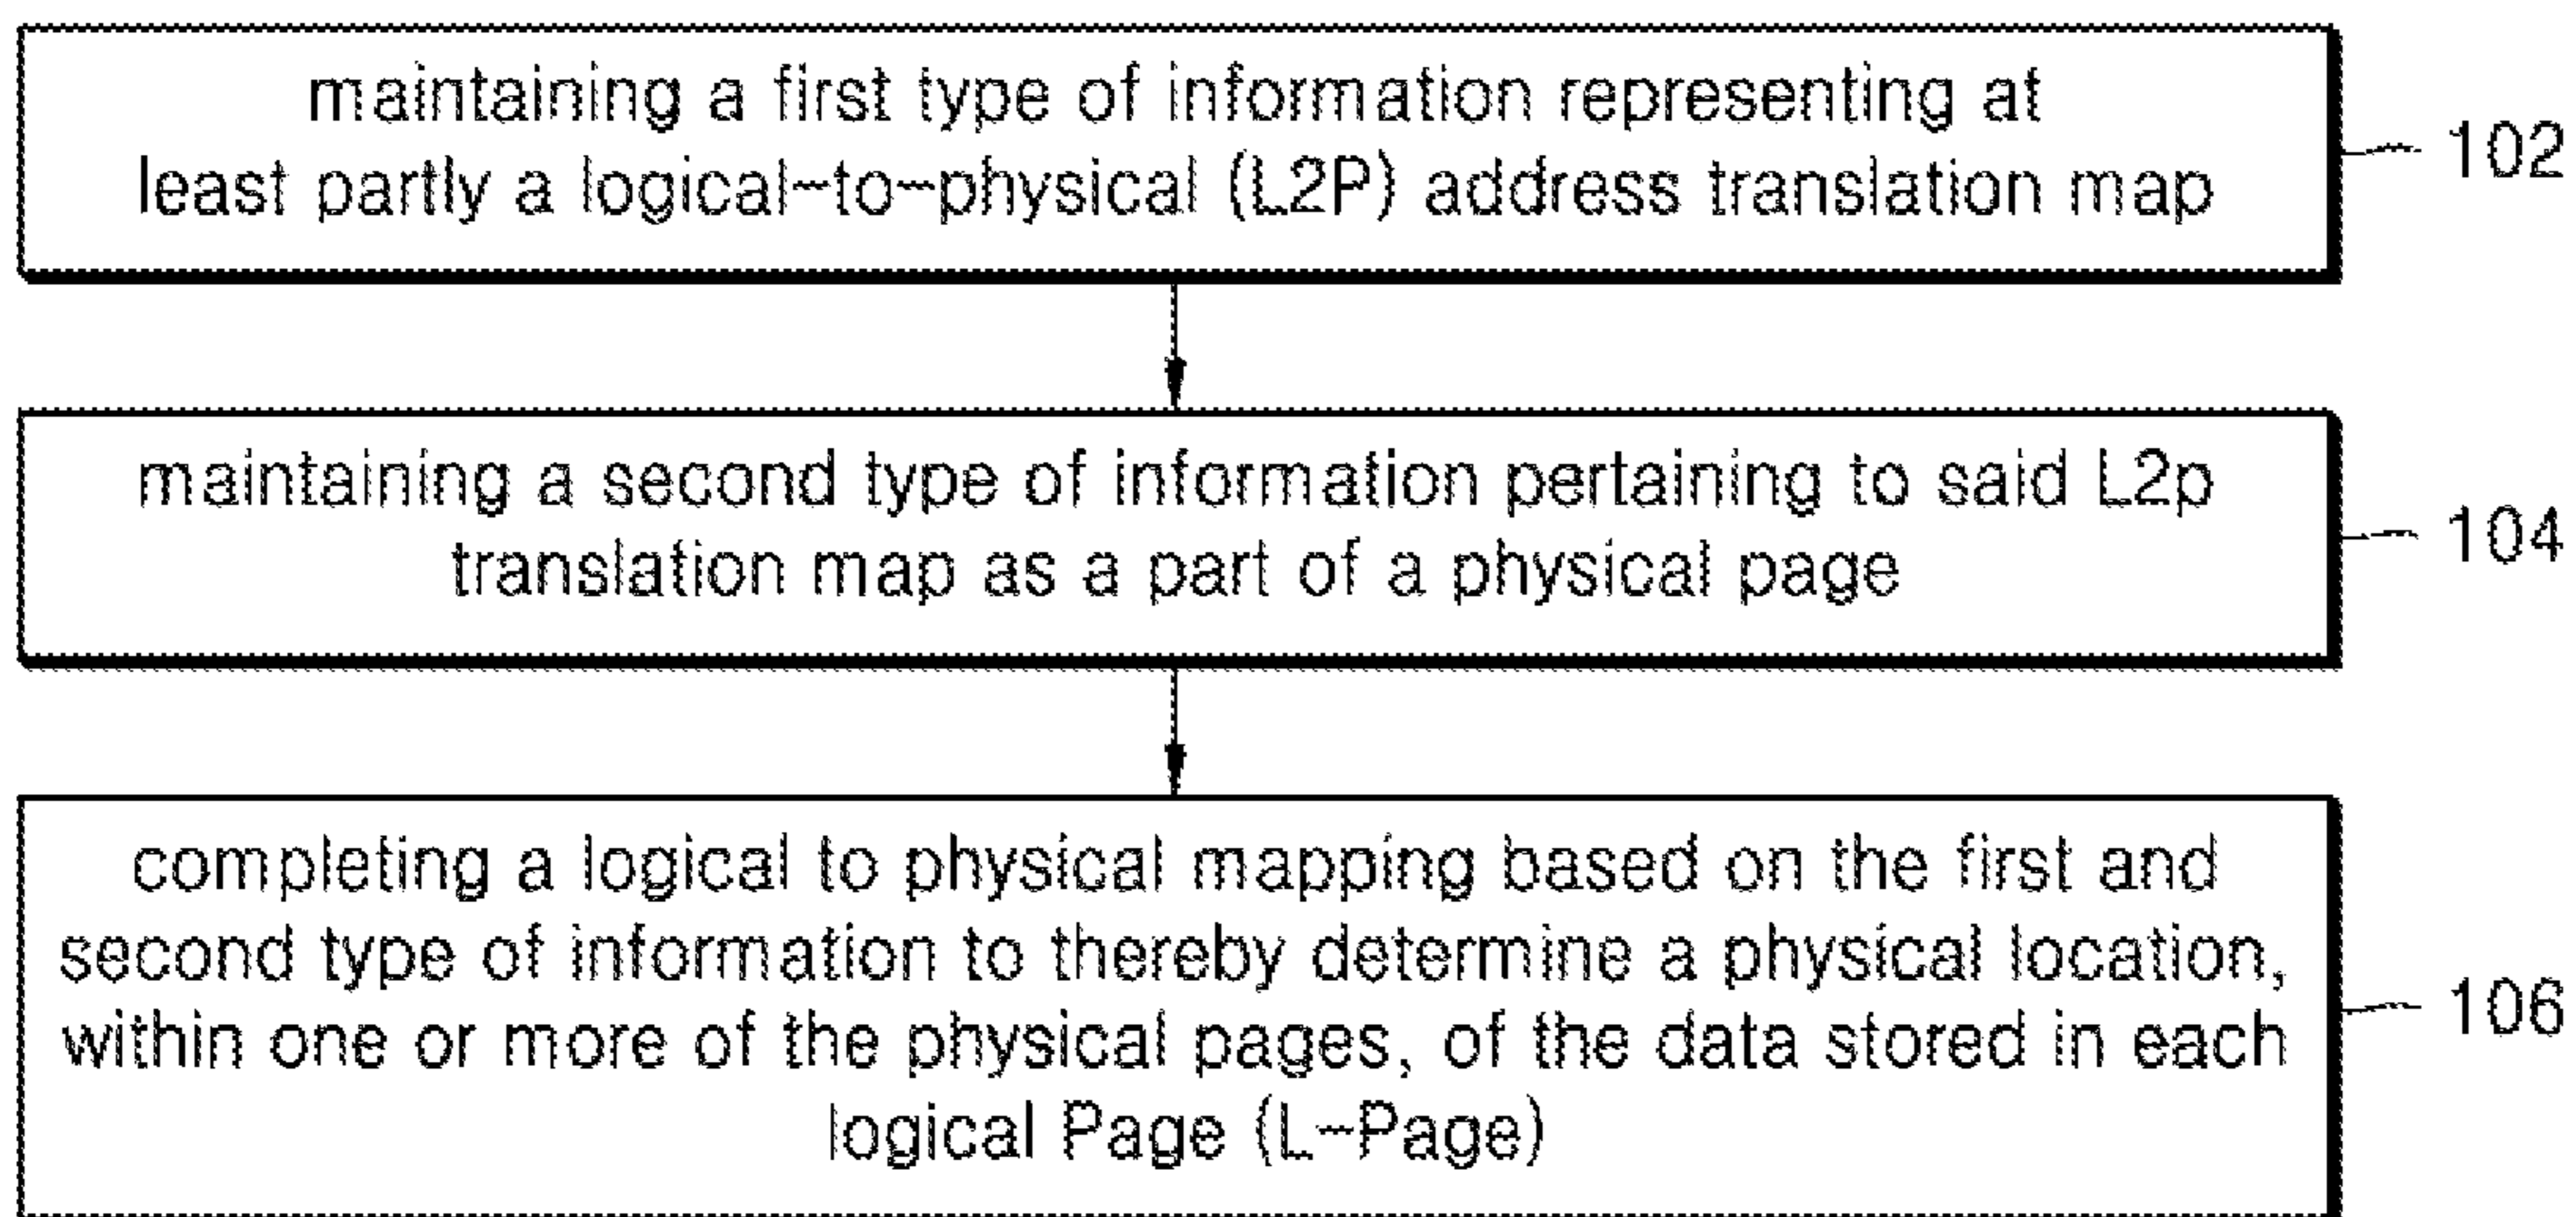 maintaining a first type of information representing at
least partly a logical-to-physical (L2P) address translation map
102
maintaining a second type of information pertaining to said L2p
translation map as a part of a physical page
104
completing a logical to physical mapping based on the first and
second type of information to thereby determine a physical location,
within one or more of the physical pages, of the data stored in each
logical Page (L-Page)
106